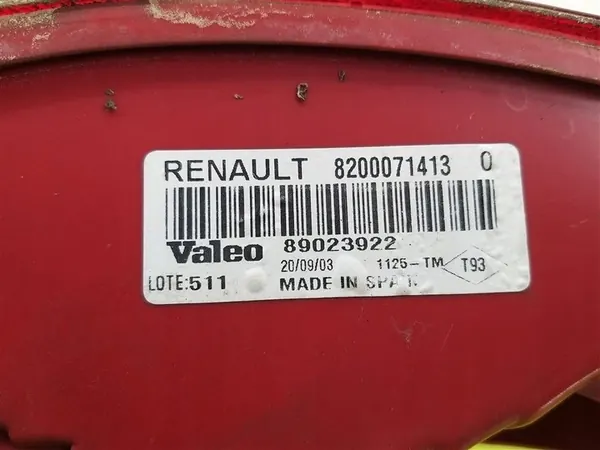 RENAULT 8200071413 0
Valeo 89023922
20/09/03 1125-TM T93
LOTE:511 MADE IN SPAIN